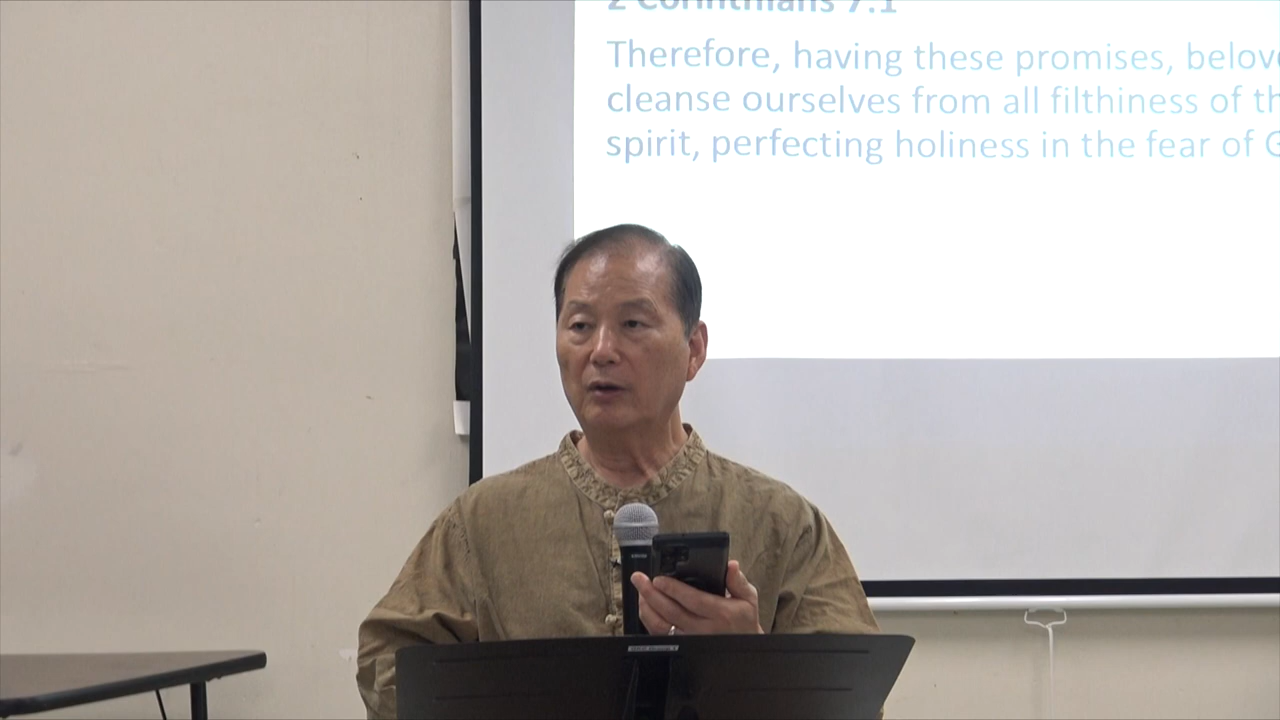 2 Corinthians 7:1
Therefore, having these promises,
cleanse ourselves from all filthiness of
spirit, perfecting holiness in the fear of